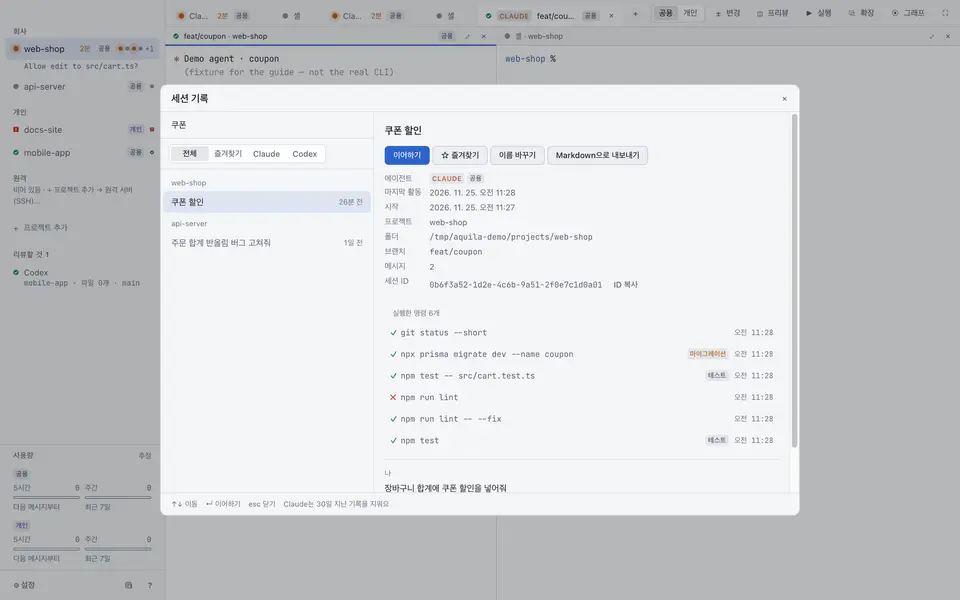 회사
web-shop 2분 공용 +1
Allow edit to src/cart.ts?
api-server 공용
개인
docs-site 개인
mobile-app 공용
원격
비어 있음 · + 프로젝트 추가 → 원격 서버
(SSH)…
+ 프로젝트 추가
리뷰할 것 1
Codex
mobile-app · 파일 0개 · main
사용량 추정
공용
5시간 0 주간 0
다음 메시지부터 최근 7일
개인
5시간 0 주간 0
다음 메시지부터 최근 7일
설정 ?
Cla… 2분 공용 셸 Cla… 2분 공용 셸 CLAUDE feat/cou… 공용 × +
공용 개인 변경 프리뷰 실행 확장 그래프
feat/coupon · web-shop 공용 ×
셸 · web-shop ×
* Demo agent · coupon
(fixture for the guide — not the real CLI)
web-shop %
세션 기록 ×
쿠폰
전체 즐겨찾기 Claude Codex
web-shop
쿠폰 할인 26분 전
api-server
주문 합계 반올림 버그 고쳐줘 1일 전
쿠폰 할인
이어하기 ☆ 즐겨찾기 이름 바꾸기 Markdown으로 내보내기
에이전트 CLAUDE 공용
마지막 활동 2026. 11. 25. 오전 11:28
시작 2026. 11. 25. 오전 11:27
프로젝트 web-shop
폴더 /tmp/aquila-demo/projects/web-shop
브랜치 feat/coupon
메시지 2
세션 ID 0b6f3a52-1d2e-4c6b-9a51-2f0e7c1d0a01 ID 복사
실행한 명령 6개
✓ git status --short 오전 11:28
✓ npx prisma migrate dev --name coupon 마이그레이션 오전 11:28
✓ npm test -- src/cart.test.ts 테스트 오전 11:28
✕ npm run lint 오전 11:28
✓ npm run lint -- --fix 오전 11:28
✓ npm test 테스트 오전 11:28
나
장바구니 합계에 쿠폰 할인을 넣어줘
↑↓ 이동 ↵ 이어하기 esc 닫기 Claude는 30일 지난 기록을 지워요